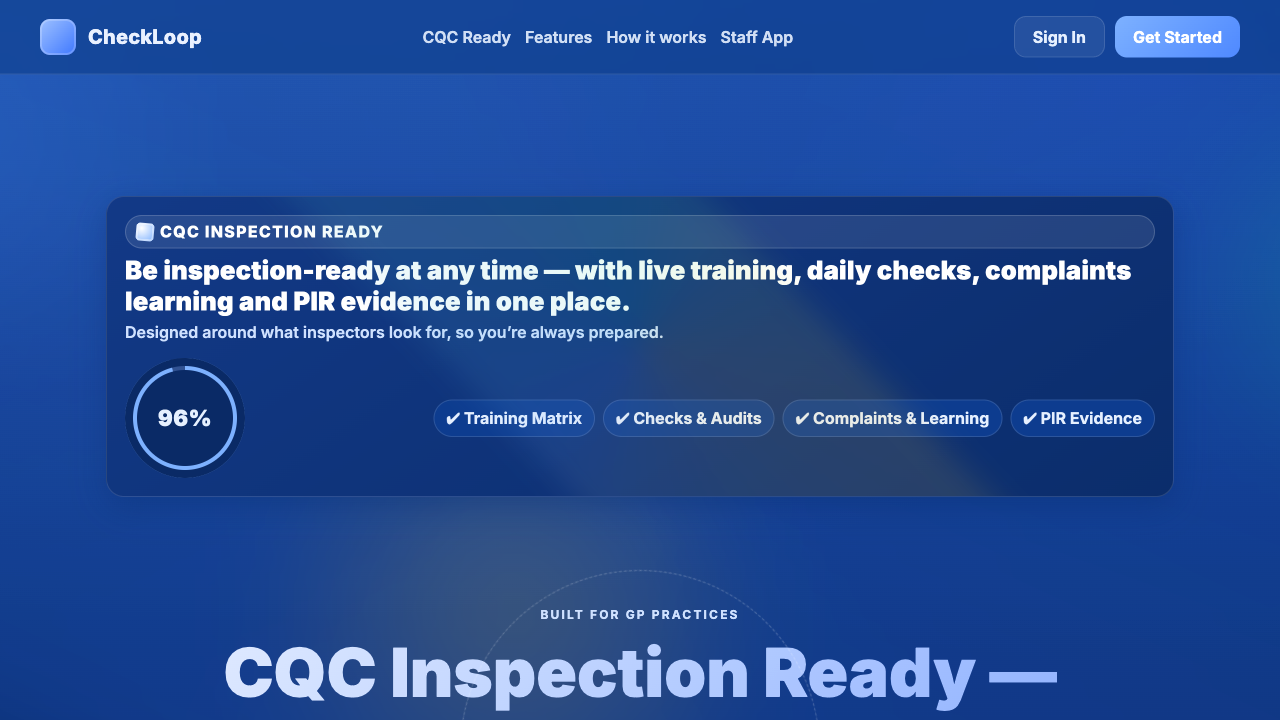 CheckLoop
CQC Ready
Features
How it works
Staff App
Sign In
Get Started
CQC INSPECTION READY
Be inspection-ready at any time — with live training, daily checks, complaints
learning and PIR evidence in one place.
Designed around what inspectors look for, so you’re always prepared.
96%
✔ Training Matrix
✔ Checks & Audits
✔ Complaints & Learning
✔ PIR Evidence
BUILT FOR GP PRACTICES
CQC Inspection Ready —